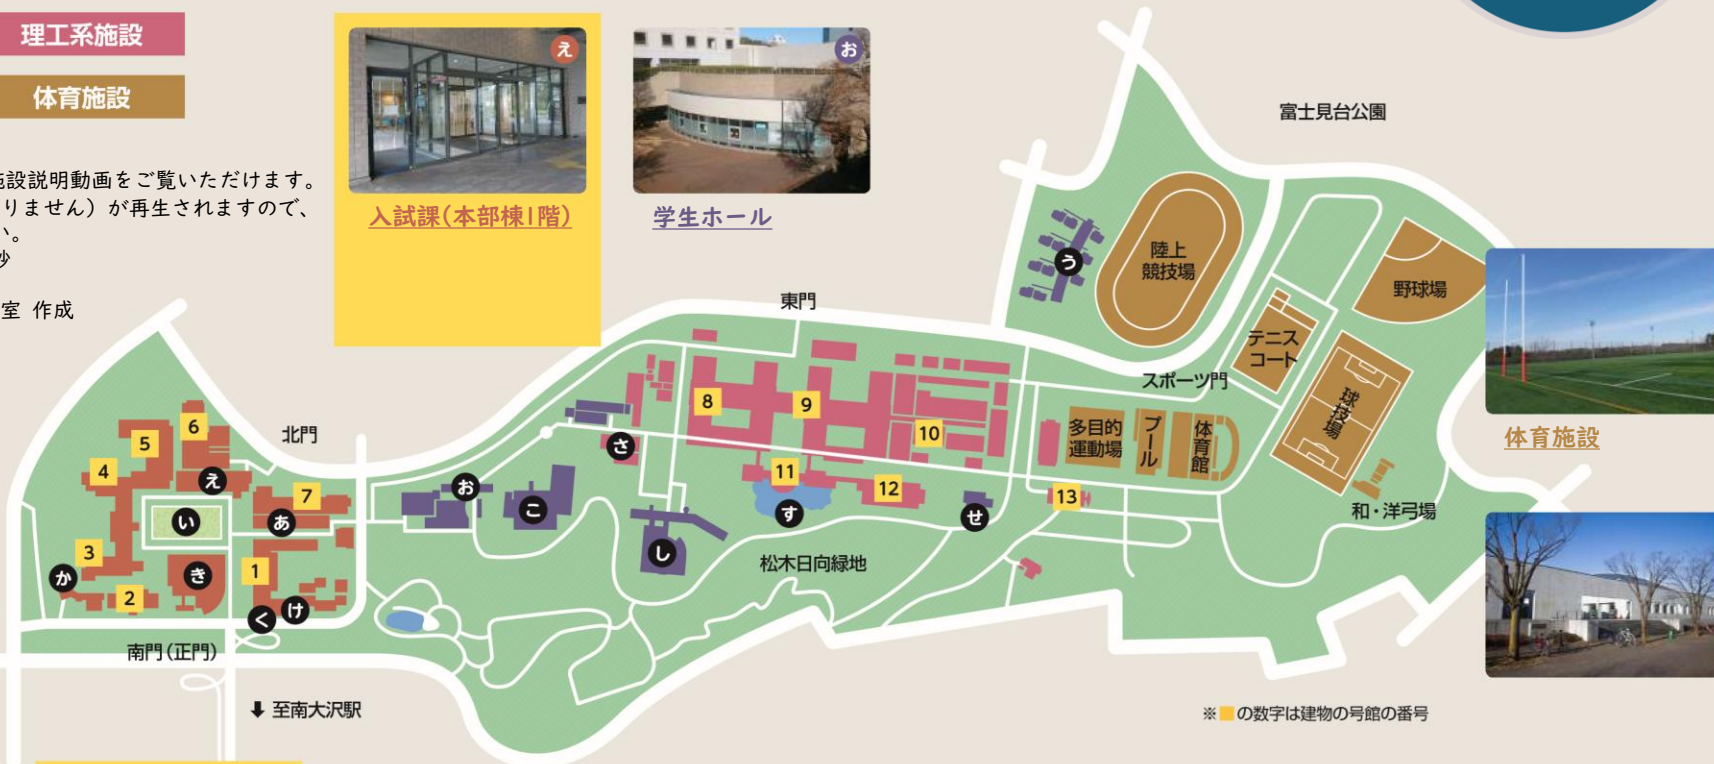 理工系施設
体育施設
施設説明動画をご覧いただけます。
りません）が再生されますので、
い。
秒
室 作成
え
入試課(本部棟1階)
お
学生ホール
富士見台公園
う
陸上
競技場
野球場
テニス
コート
スポーツ門
球技場
体育施設
和・洋弓場
東門
8
9
10
11
12
13
多目的
運動場
プール
体育館
さ
お
こ
し
す
せ
松木日向緑地
北門
6
5
4
え
7
い
あ
3
か
2
き
1
く
け
南門(正門)
⬇ 至南大沢駅
※■の数字は建物の号館の番号